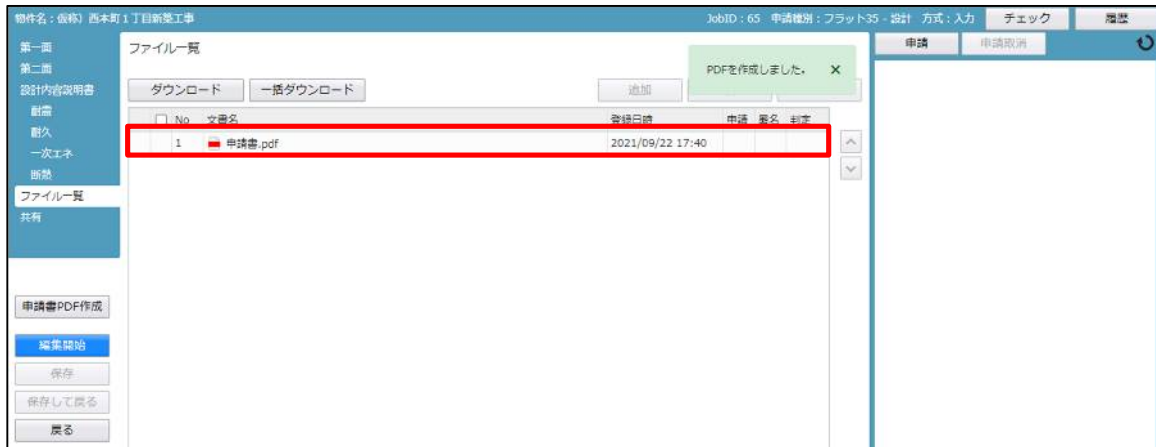 物件名：仮称）西本町１丁目新築工事 JobID：65 申請種別：フラット35 - 設計 方式：入力 チェック 履歴
第一面
第二面
設計内容説明書
耐震
耐久
一次エネ
断熱
ファイル一覧
共有
申請書PDF作成
編集開始
保存
保存して戻る
戻る
ファイル一覧
PDFを作成しました。 ×
ダウンロード 一括ダウンロード 追加
No 文書名 登録日時 申請 署名 判定
1 申請書.pdf 2021/09/22 17:40
申請 申請取消